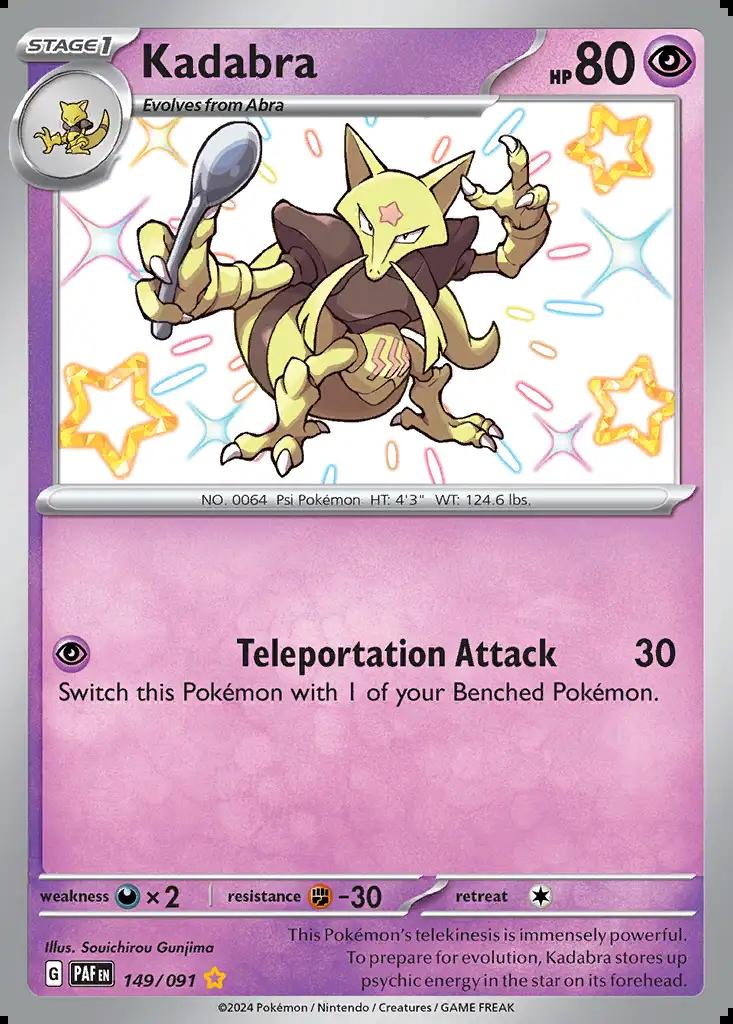 STAGE1
Kadabra
HP 80
Evolves from Abra
NO. 0064 Psi Pokémon HT: 4'3" WT: 124.6 lbs.
Teleportation Attack 30
Switch this Pokémon with 1 of your Benched Pokémon.
weakness ×2 resistance -30 retreat
Illus. Souichirou Gunjima
This Pokémon's telekinesis is immensely powerful.
To prepare for evolution, Kadabra stores up
psychic energy in the star on its forehead.
G PAF EN 149/091
©2024 Pokémon / Nintendo / Creatures / GAME FREAK